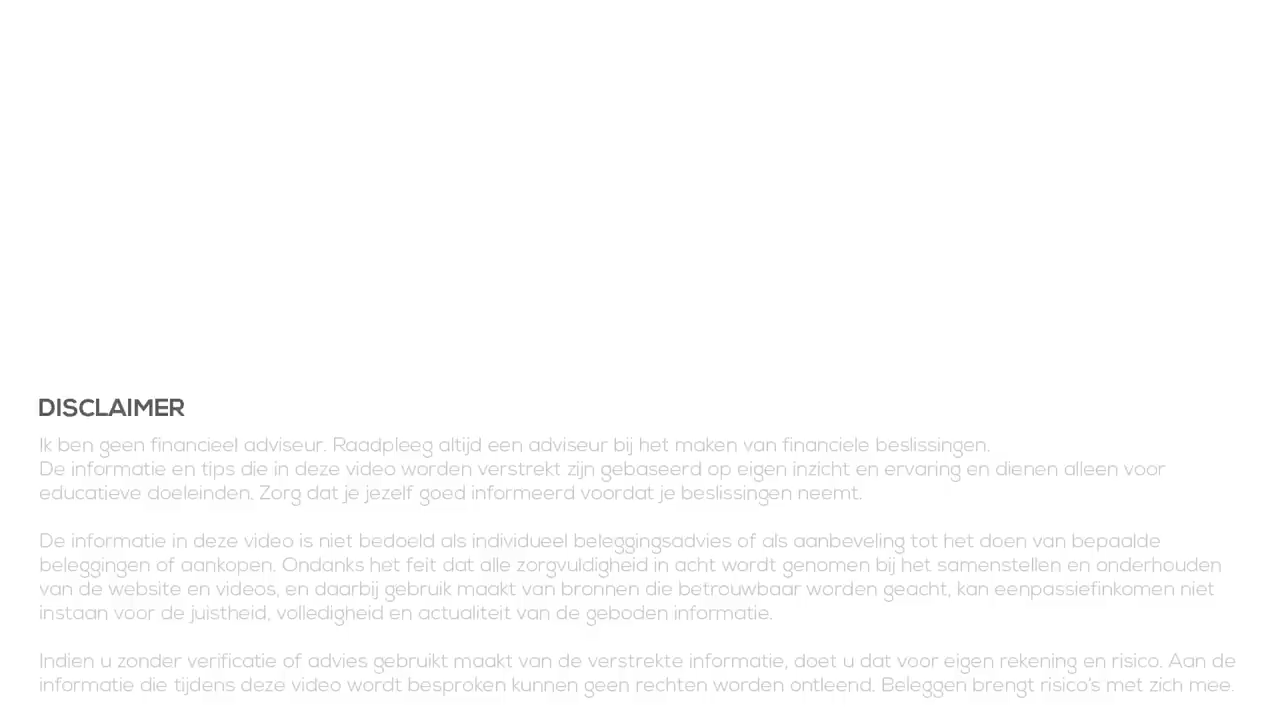 DISCLAIMER
Ik ben geen financieel adviseur. Raadpleeg altijd een adviseur bij het maken van financiele beslissingen.
De informatie en tips die in deze video worden verstrekt zijn gebaseerd op eigen inzicht en ervaring en dienen alleen voor
educatieve doeleinden. Zorg dat je jezelf goed informeerd voordat je beslissingen neemt.
De informatie in deze video is niet bedoeld als individueel beleggingsadvies of als aanbeveling tot het doen van bepaalde
beleggingen of aankopen. Ondanks het feit dat alle zorgvuldigheid in acht wordt genomen bij het samenstellen en onderhouden
van de website en videos, en daarbij gebruik maakt van bronnen die betrouwbaar worden geacht, kan eenpassiefinkomen niet
instaan voor de juistheid, volledigheid en actualiteit van de geboden informatie.
Indien u zonder verificatie of advies gebruikt maakt van de verstrekte informatie, doet u dat voor eigen rekening en risico. Aan de
informatie die tijdens deze video wordt besproken kunnen geen rechten worden ontleend. Beleggen brengt risico's met zich mee.